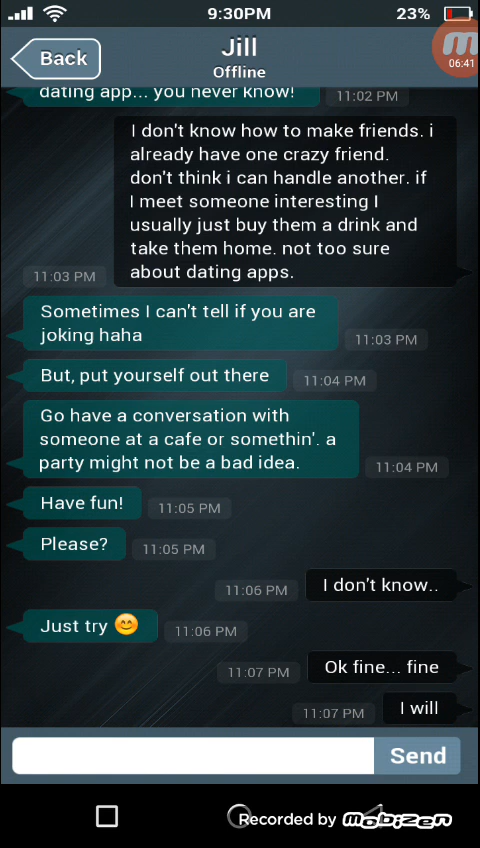 9:30PM
23%
Back
Jill
Offline
06:41
dating app... you never know!
11:02 PM
I don't know how to make friends. i
already have one crazy friend.
don't think i can handle another. if
I meet someone interesting I
usually just buy them a drink and
take them home. not too sure
about dating apps.
11:03 PM
Sometimes I can't tell if you are
joking haha
11:03 PM
But, put yourself out there
11:04 PM
Go have a conversation with
someone at a cafe or somethin'. a
party might not be a bad idea.
11:04 PM
Have fun!
11:05 PM
Please?
11:05 PM
I don't know..
11:06 PM
Just try 😊
11:06 PM
Ok fine... fine
11:07 PM
I will
11:07 PM
Send
Recorded by Mobizen